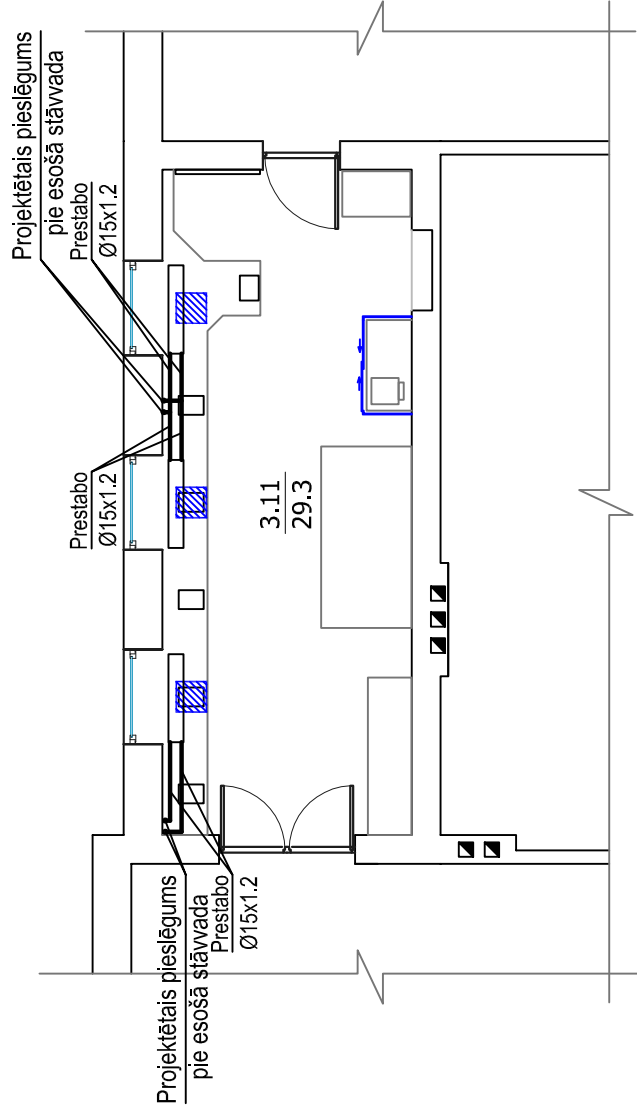 Projektētais pieslēgums
pie esošā stāvvada
Prestabo
Ø15x1.2
Prestabo
Ø15x1.2
3.11
29.3
Projektētais pieslēgums
pie esošā stāvvada
Prestabo
Ø15x1.2